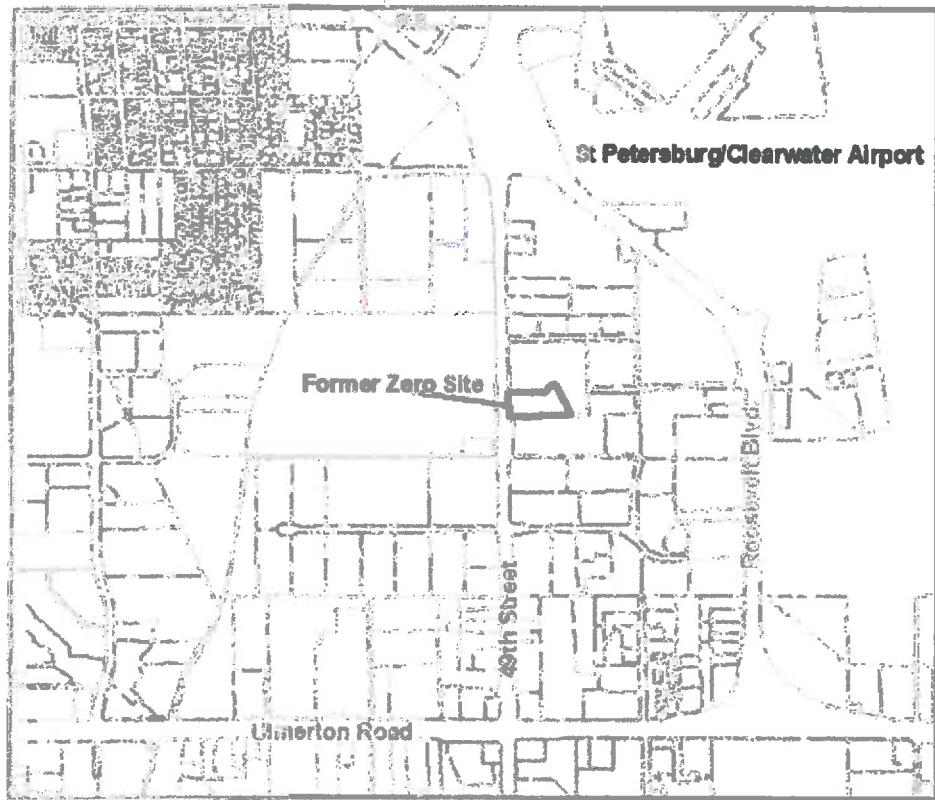 St Petersburg/Clearwater Airport
Former Zero Site
Roosevelt Blvd
49th Street
Ulmerton Road